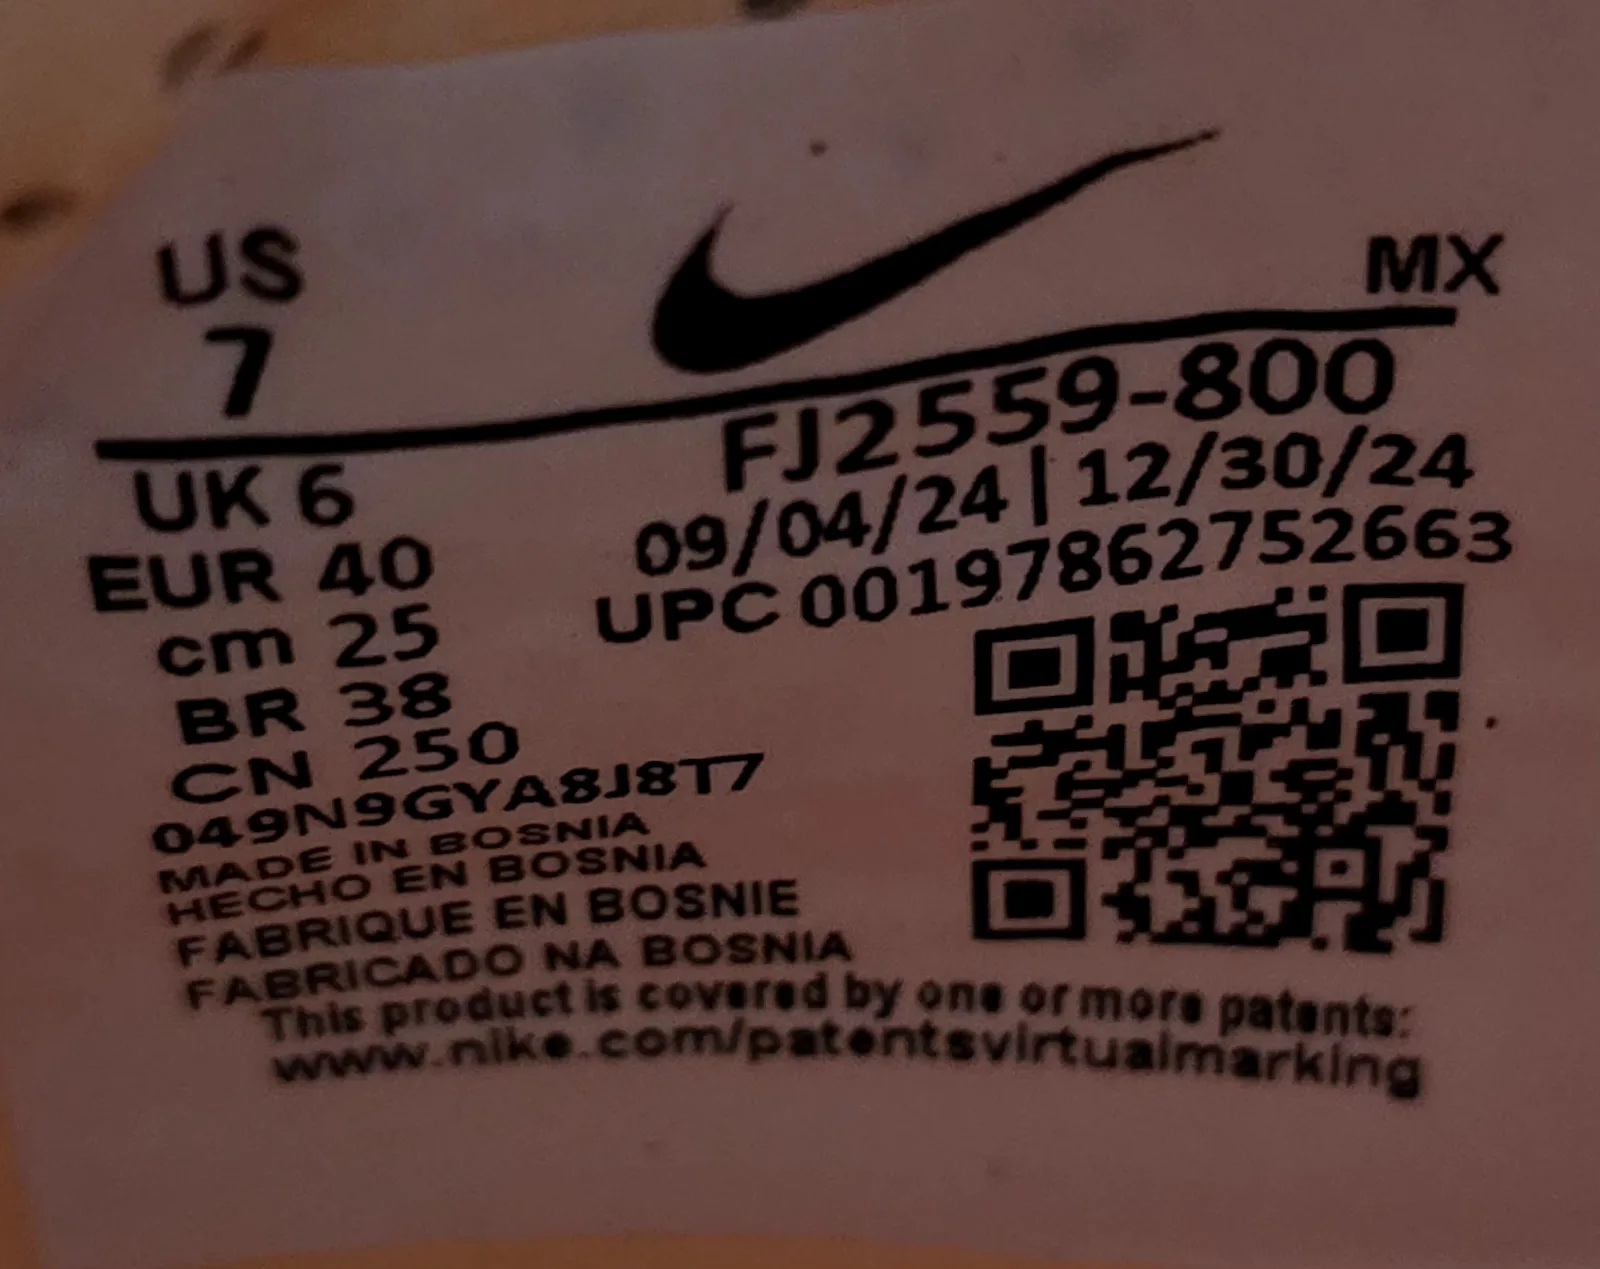 US
7
MX
FJ2559-800
09/04/24 | 12/30/24
UPC 00197862752663
UK 6
EUR 40
cm 25
BR 38
CN 250
049N9GYA8J8T7
MADE IN BOSNIA
HECHO EN BOSNIA
FABRIQUE EN BOSNIE
FABRICADO NA BOSNIA
This product is covered by one or more patents:
www.nike.com/patentsvirtualmarking